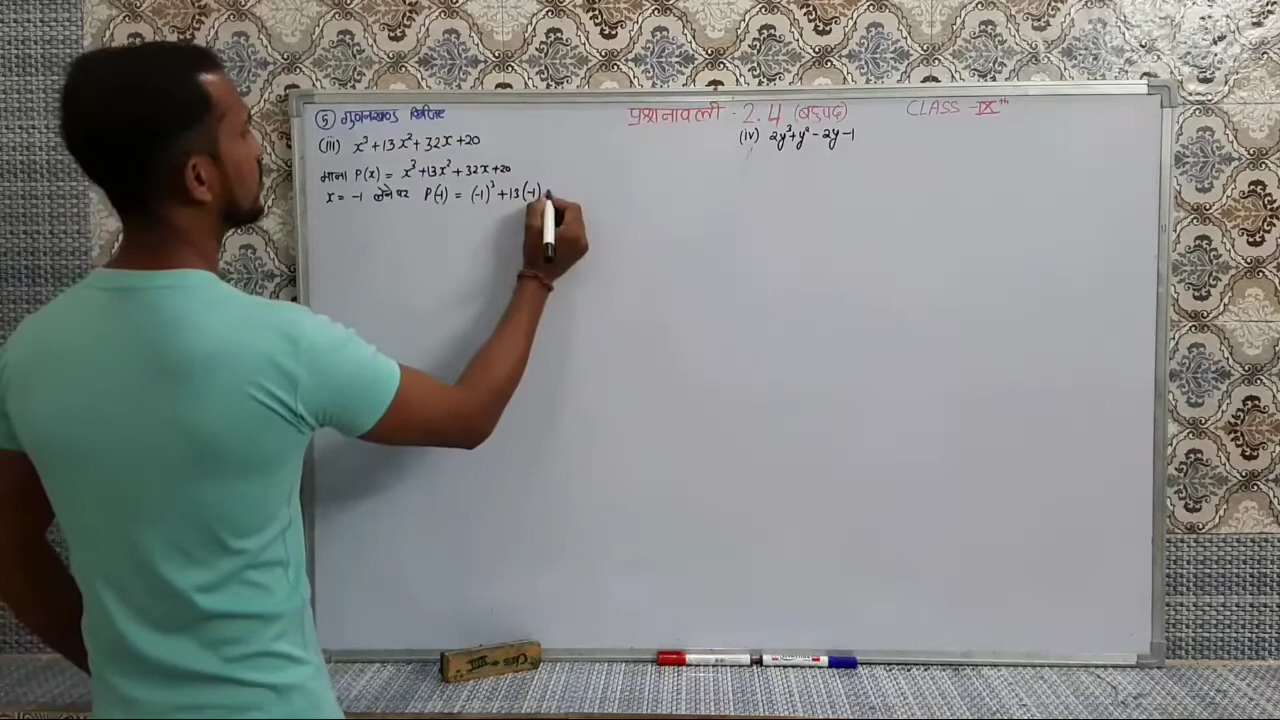 प्रश्नावली - 2.4 (बहुपद) CLASS - IXth
⑤ गुणनखण्ड कीजिए
(iii) x³+13x²+32x+20
माना P(x) = x³+13x²+32x+20
x = -1 लेने पर P(-1) = (-1)³+13(-1)
(iv) 2y³+y²-2y-1